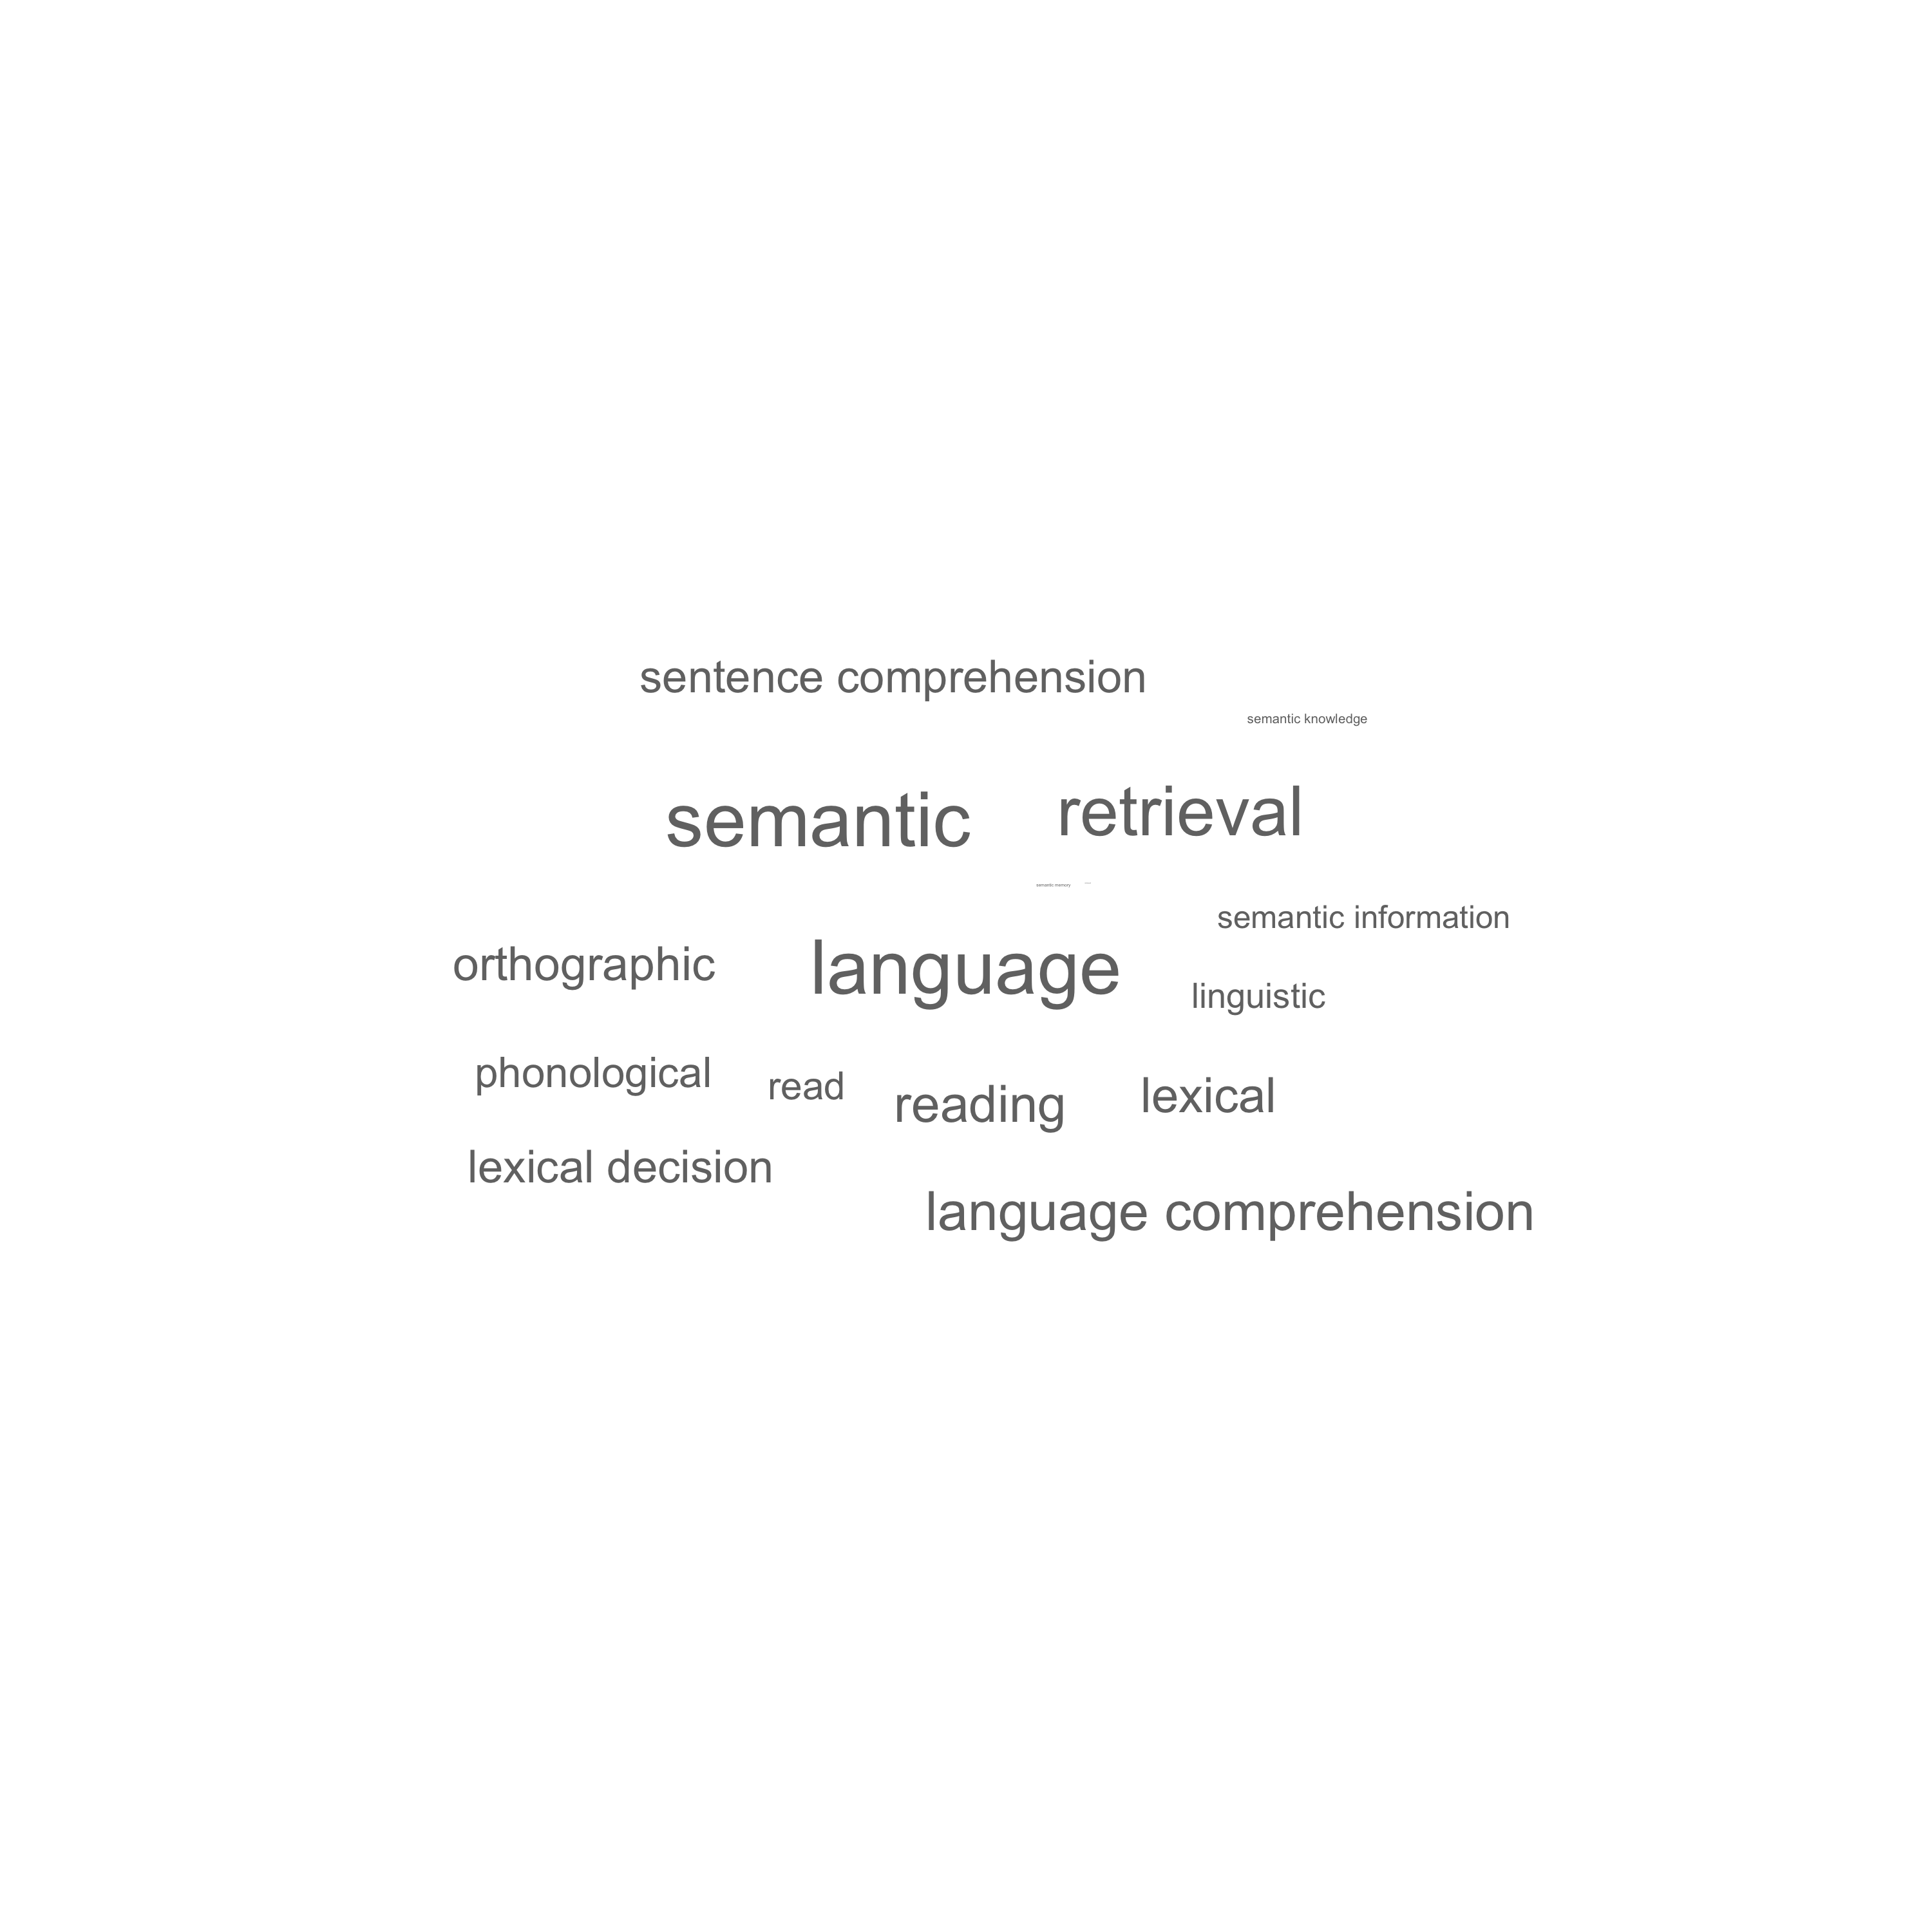 sentence comprehension
semantic knowledge
semantic retrieval
semantic memory
semantic information
orthographic language linguistic
phonological read reading lexical
lexical decision
language comprehension